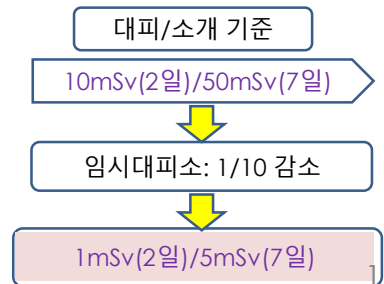 대피/소개 기준
10mSv(2일)/50mSv(7일)
임시대피소: 1/10 감소
1mSv(2일)/5mSv(7일)
1